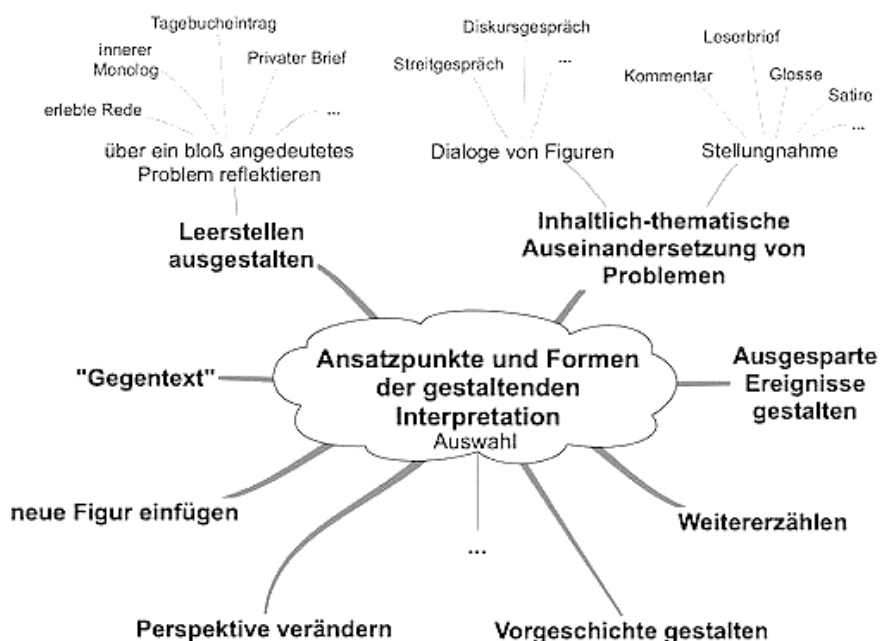 Tagebucheintrag
innerer
Monolog
Privater Brief
erlebte Rede
...
über ein bloß angedeutetes
Problem reflektieren
Leerstellen
ausgestalten
Diskursgespräch
Streitgespräch
...
Dialoge von Figuren
Leserbrief
Kommentar
Glosse
Satire
...
Stellungnahme
Inhaltlich-thematische
Auseinandersetzung von
Problemen
Ansatzpunkte und Formen
der gestaltenden
Interpretation
Auswahl
"Gegentext"
Ausgesparte
Ereignisse
gestalten
neue Figur einfügen
Weitererzählen
...
Perspektive verändern
Vorgeschichte gestalten